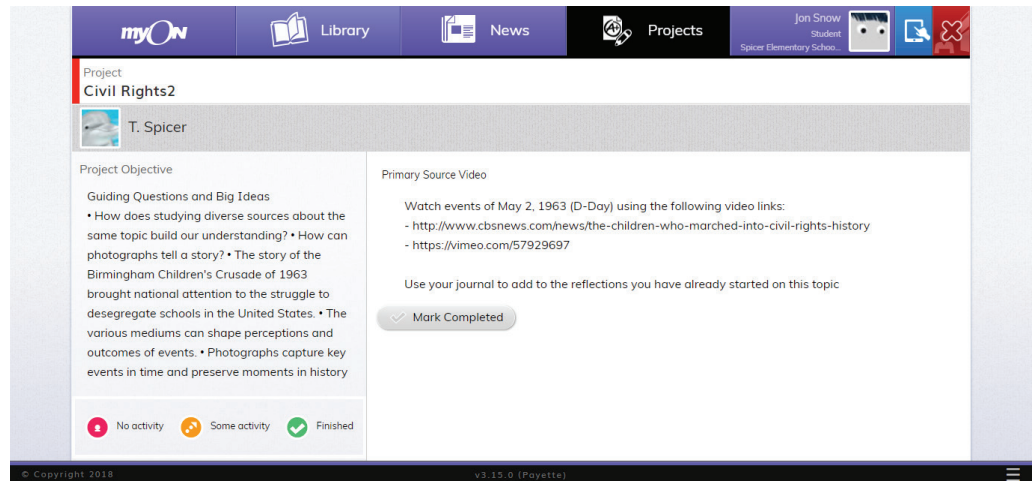 myON
Library
News
Projects
Jon Snow
Student
Spicer Elementary Schoo...
Project
Civil Rights2
T. Spicer
Project Objective
Guiding Questions and Big Ideas
• How does studying diverse sources about the
same topic build our understanding? • How can
photographs tell a story? • The story of the
Birmingham Children's Crusade of 1963
brought national attention to the struggle to
desegregate schools in the United States. • The
various mediums can shape perceptions and
outcomes of events. • Photographs capture key
events in time and preserve moments in history
No activity
Some activity
Finished
Primary Source Video
Watch events of May 2, 1963 (D-Day) using the following video links:
- http://www.cbsnews.com/news/the-children-who-marched-into-civil-rights-history
- https://vimeo.com/57929697
Use your journal to add to the reflections you have already started on this topic
Mark Completed
© Copyright 2018
v3.15.0 (Payette)